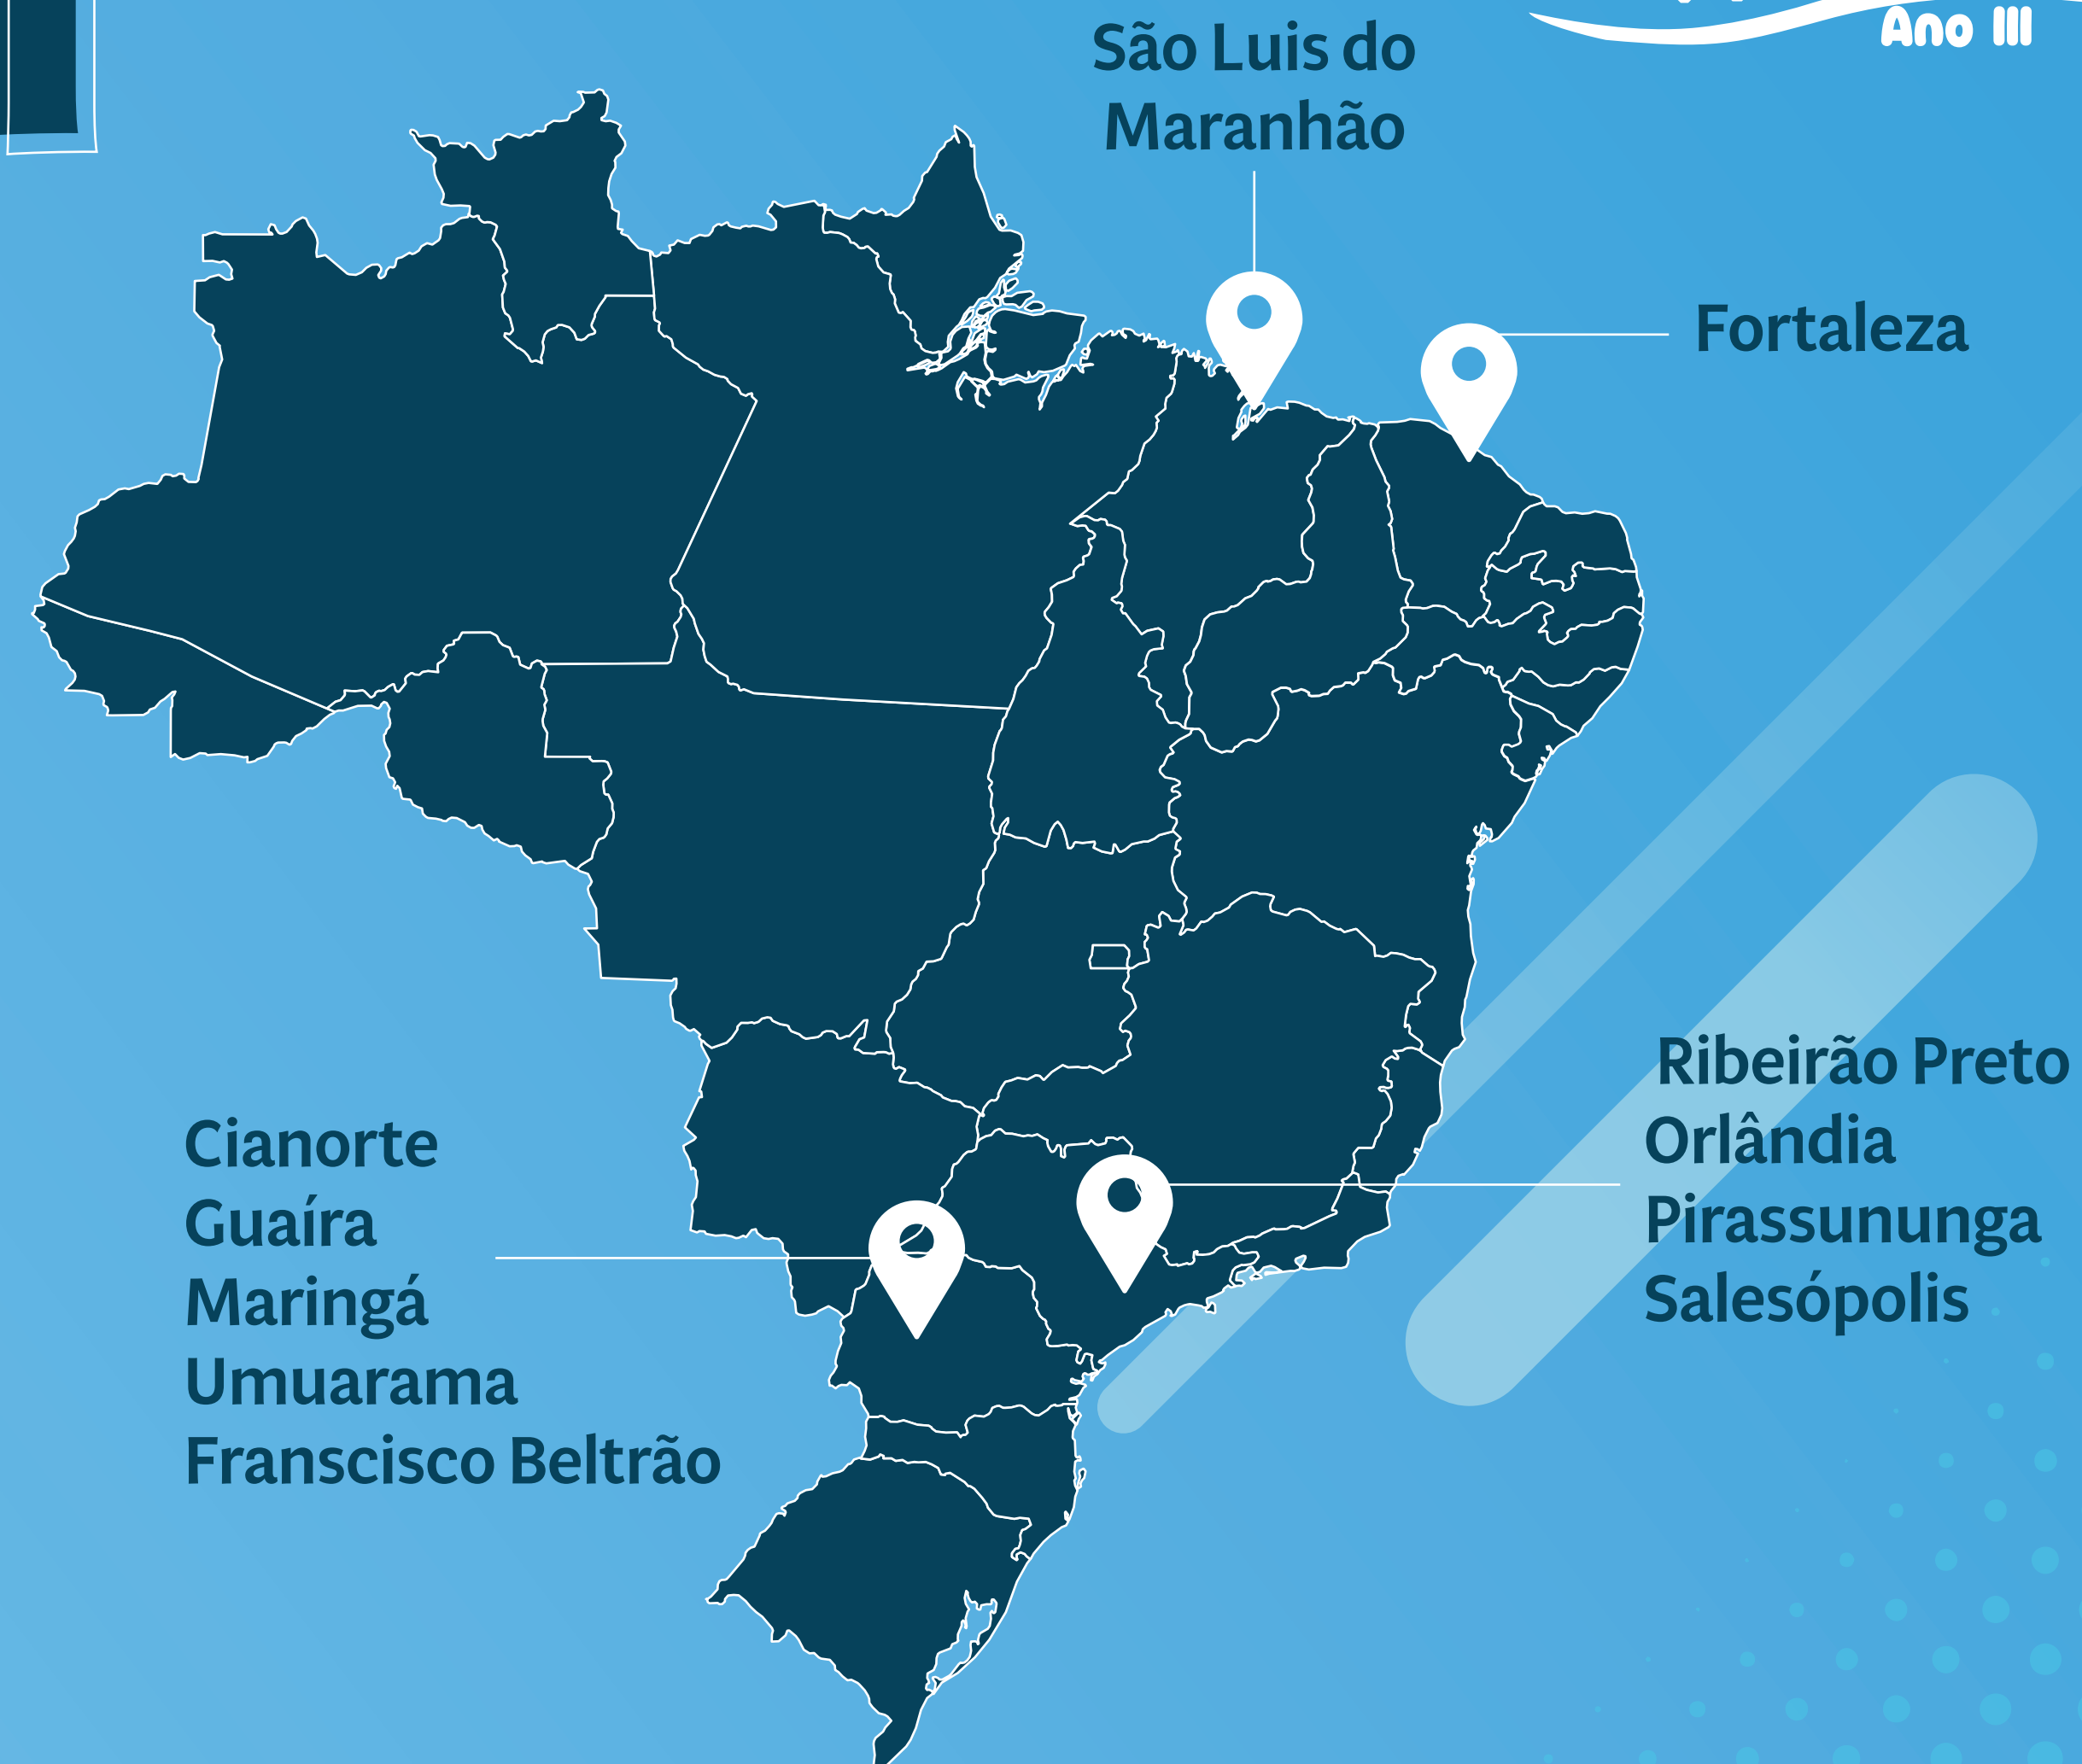 Ano III
São Luis do
Maranhão
Fortaleza
Ribeirão Preto
Orlândia
Pirassununga
Salesópolis
Cianorte
Guaíra
Maringá
Umuarama
Franscisco Beltrão